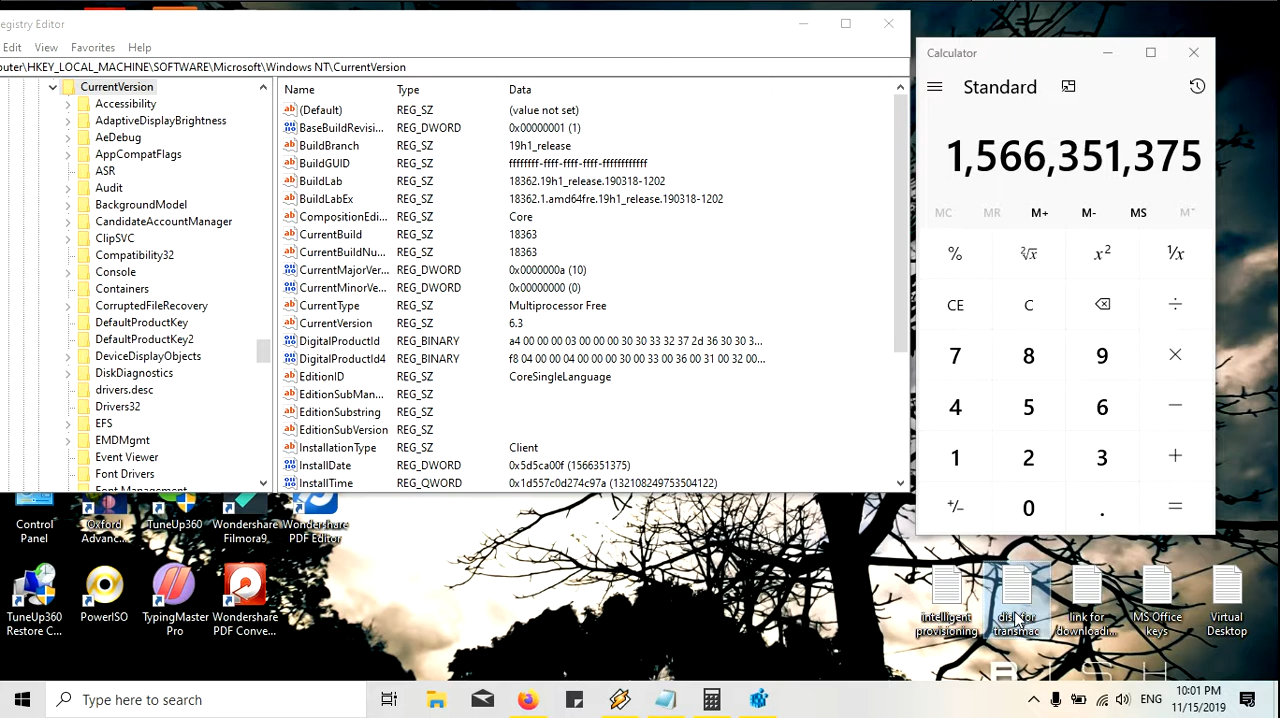 egistry Editor
Edit View Favorites Help
puter\HKEY_LOCAL_MACHINE\SOFTWARE\Microsoft\Windows NT\CurrentVersion
CurrentVersion
Accessibility
AdaptiveDisplayBrightness
AeDebug
AppCompatFlags
ASR
Audit
BackgroundModel
CandidateAccountManager
ClipSVC
Compatibility32
Console
Containers
CorruptedFileRecovery
DefaultProductKey
DefaultProductKey2
DeviceDisplayObjects
DiskDiagnostics
drivers.desc
Drivers32
EFS
EMDMgmt
Event Viewer
Font Drivers
Font Management
Name Type Data
(Default) REG_SZ (value not set)
BaseBuildRevisi... REG_DWORD 0x00000001 (1)
BuildBranch REG_SZ 19h1_release
BuildGUID REG_SZ ffffffff-ffff-ffff-ffff-ffffffffffff
BuildLab REG_SZ 18362.19h1_release.190318-1202
BuildLabEx REG_SZ 18362.1.amd64fre.19h1_release.190318-1202
CompositionEdi... REG_SZ Core
CurrentBuild REG_SZ 18363
CurrentBuildNu... REG_SZ 18363
CurrentMajorVer... REG_DWORD 0x0000000a (10)
CurrentMinorVe... REG_DWORD 0x00000000 (0)
CurrentType REG_SZ Multiprocessor Free
CurrentVersion REG_SZ 6.3
DigitalProductId REG_BINARY a4 00 00 00 03 00 00 00 30 30 33 32 37 2d 36 30 30 3...
DigitalProductId4 REG_BINARY f8 04 00 00 04 00 00 00 30 00 33 00 36 00 31 00 32 00...
EditionID REG_SZ CoreSingleLanguage
EditionSubMan... REG_SZ
EditionSubstring REG_SZ
EditionSubVersion REG_SZ
InstallationType REG_SZ Client
InstallDate REG_DWORD 0x5d5ca00f (1566351375)
InstallTime REG_QWORD 0x1d557c0d274c97a (132108249753504122)
Calculator
Standard
1,566,351,375
MC MR M+ M- MS M˅
% ²√x x² ¹/x
CE C ÷
7 8 9 ×
4 5 6 −
1 2 3 +
+/- 0 . =
Control Panel
Oxford Advanc...
TuneUp360
Wondershare Filmora9
Wondershare PDF Editor
TuneUp360 Restore C...
PowerISO
TypingMaster Pro
Wondershare PDF Conve...
intelligent provisioning
disk for transmac
link for downloadi...
MS Office keys
Virtual Desktop
Type here to search
ENG
10:01 PM
11/15/2019